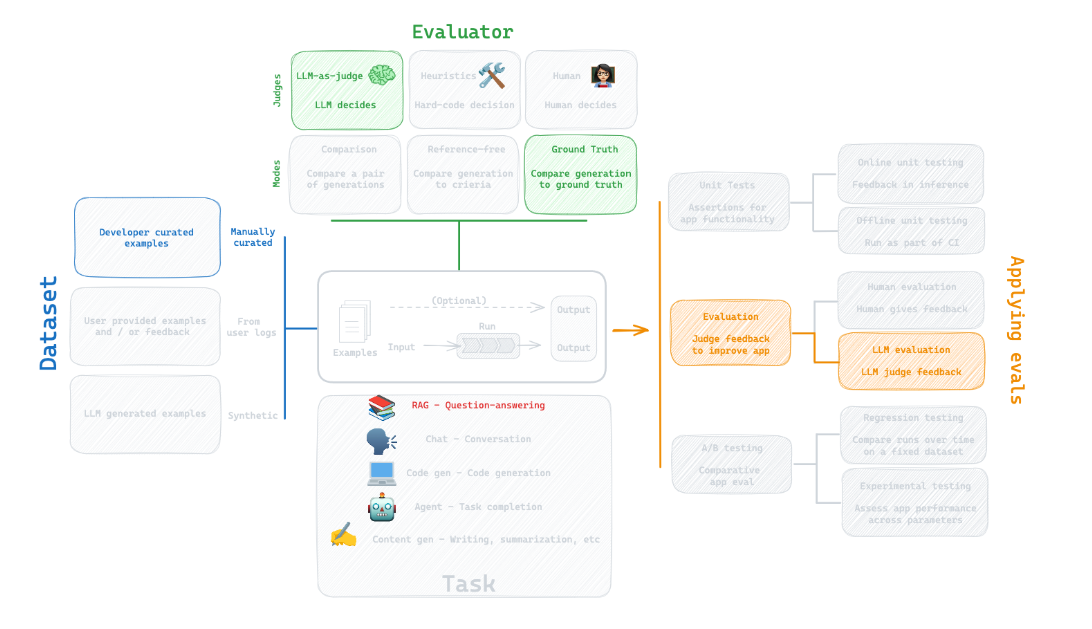 Evaluator
Judges
LLM-as-judge
LLM decides
Heuristics
Hard-code decision
Human
Human decides
Modes
Comparison
Compare a pair
of generations
Reference-free
Compare generation
to crieria
Ground Truth
Compare generation
to ground truth
Dataset
Developer curated
examples
Manually
curated
User provided examples
and / or feedback
From
user logs
LLM generated examples
Synthetic
(Optional)
Examples
Input
Run
Output
Output
RAG - Question-answering
Chat - Conversation
Code gen - Code generation
Agent - Task completion
Content gen - Writing, summarization, etc
Task
Applying evals
Unit Tests
Assertions for
app functionality
Online unit testing
Feedback in inference
Offline unit testing
Run as part of CI
Evaluation
Judge feedback
to improve app
Human evaluation
Human gives feedback
LLM evaluation
LLM judge feedback
A/B testing
Comparative
app eval
Regression testing
Compare runs over time
on a fixed dataset
Experimental testing
Assess app performance
across parameters